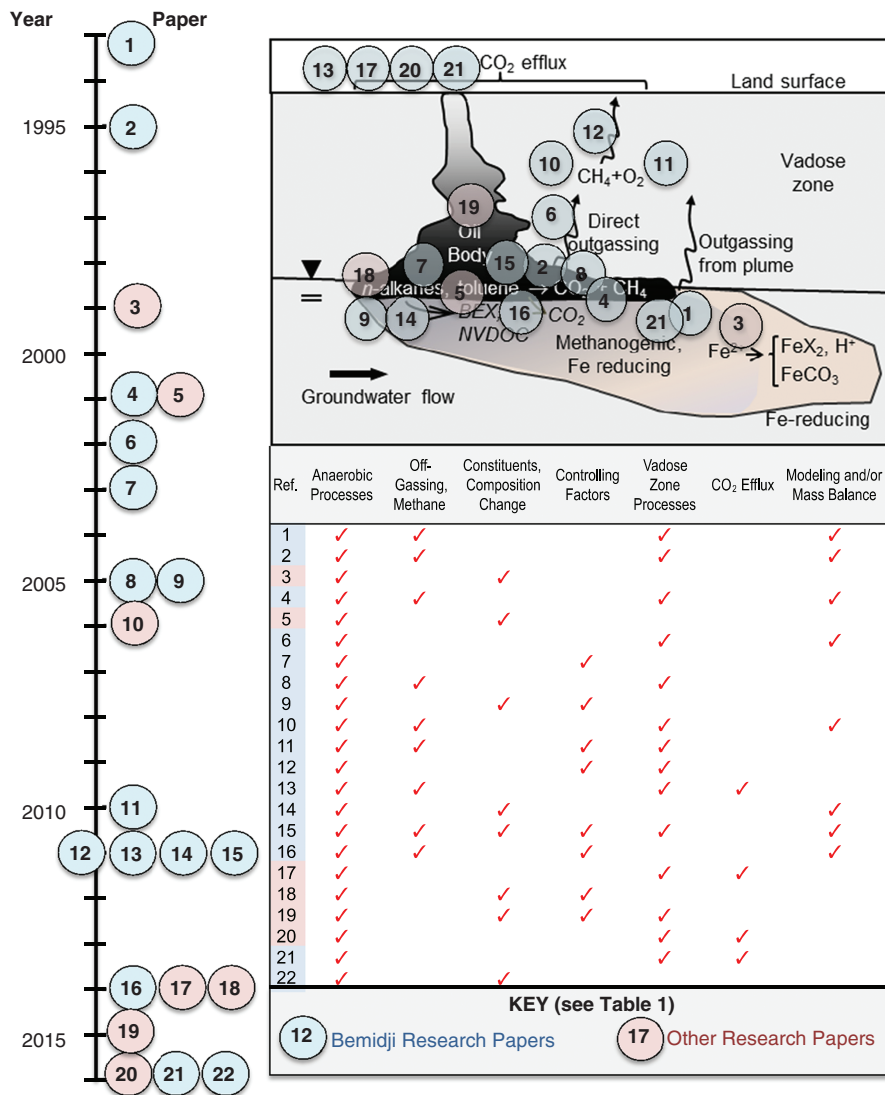 Year Paper
1
1995
2
3
2000
4 5
6
7
2005
8 9
10
2010
11
12 13 14 15
16 17 18
2015
19
20 21 22
13 17 20 21 CO2 efflux
Land surface
12
10 11
CH4+O2
Vadose
zone
19
6
Oil
Body
Direct
outgassing
Outgassing
from plume
18 7 15 2 8
n-alkanes, toluene → CO2 + CH4
5 4
9 14 16 21 1 3
BEX, → CO2
NVDOC
Methanogenic,
Fe reducing
Fe2 → FeX2, H+
FeCO3
Groundwater flow
Fe-reducing
Ref. Anaerobic Processes Off-Gassing, Methane Constituents, Composition Change Controlling Factors Vadose Zone Processes CO2 Efflux Modeling and/or Mass Balance
1 ✓ ✓ ✓ ✓
2 ✓ ✓ ✓ ✓
3 ✓ ✓
4 ✓ ✓ ✓ ✓
5 ✓ ✓
6 ✓ ✓ ✓
7 ✓ ✓
8 ✓ ✓ ✓
9 ✓ ✓ ✓
10 ✓ ✓ ✓ ✓
11 ✓ ✓ ✓ ✓
12 ✓ ✓ ✓
13 ✓ ✓ ✓ ✓
14 ✓ ✓ ✓
15 ✓ ✓ ✓ ✓ ✓ ✓
16 ✓ ✓ ✓ ✓
17 ✓ ✓ ✓
18 ✓ ✓ ✓
19 ✓ ✓ ✓ ✓
20 ✓ ✓ ✓
21 ✓ ✓ ✓
22 ✓ ✓
KEY (see Table 1)
12 Bemidji Research Papers 17 Other Research Papers